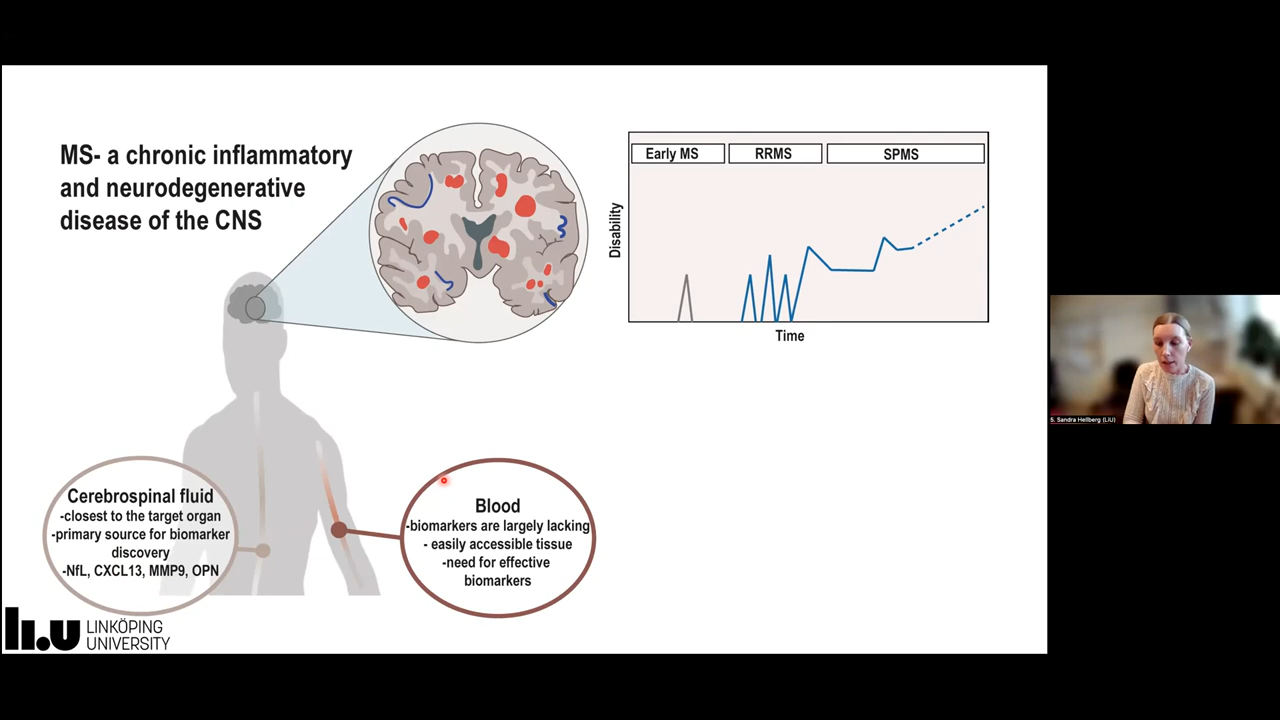 MS- a chronic inflammatory
and neurodegenerative
disease of the CNS
Early MS
RRMS
SPMS
Disability
Time
Cerebrospinal fluid
-closest to the target organ
-primary source for biomarker
discovery
-NfL, CXCL13, MMP9, OPN
Blood
-biomarkers are largely lacking
- easily accessible tissue
-need for effective
biomarkers
li.u LINKÖPING
UNIVERSITY
S. Sandra Hellberg (LiU)